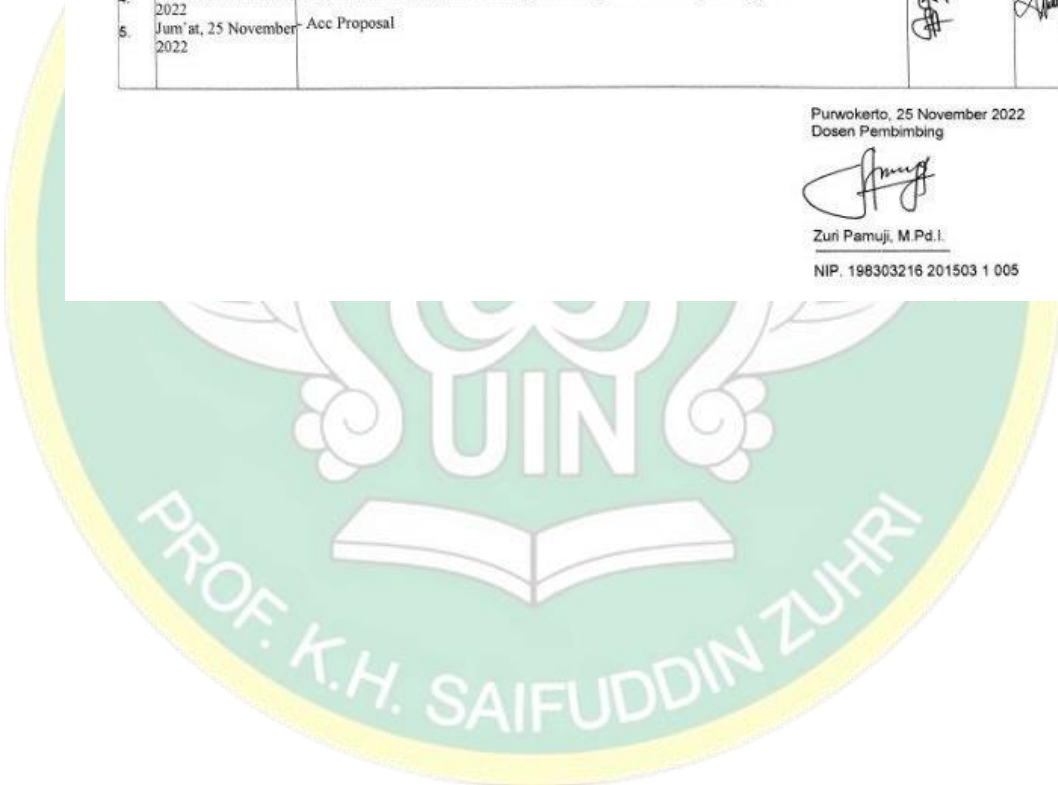 4.
2022
5. Jum'at, 25 November - Acc Proposal
2022
Purwokerto, 25 November 2022
Dosen Pembimbing
Zuri Pamuji, M.Pd.I.
NIP. 198303216 201503 1 005
UIN
PROF. K.H. SAIFUDDIN ZUHRI